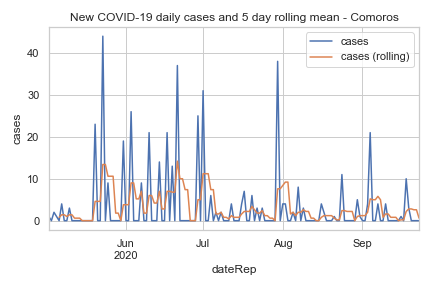 New COVID-19 daily cases and 5 day rolling mean - Comoros
cases
cases (rolling)
40
30
20
10
0
cases
Jun
2020
Jul
Aug
Sep
dateRep